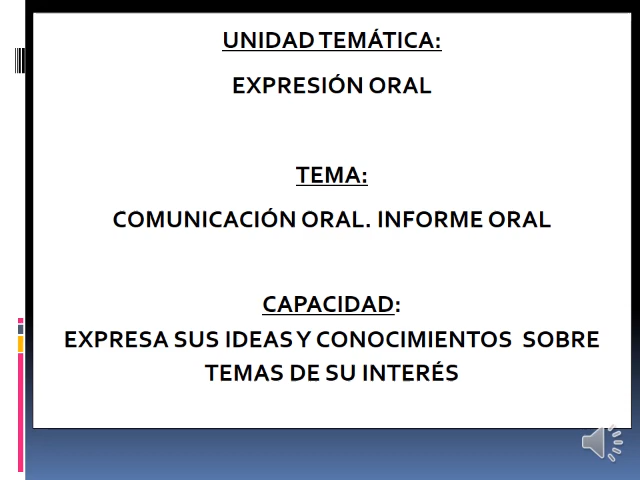 UNIDAD TEMÁTICA:
EXPRESIÓN ORAL
TEMA:
COMUNICACIÓN ORAL. INFORME ORAL
CAPACIDAD:
EXPRESA SUS IDEAS Y CONOCIMIENTOS SOBRE
TEMAS DE SU INTERÉS